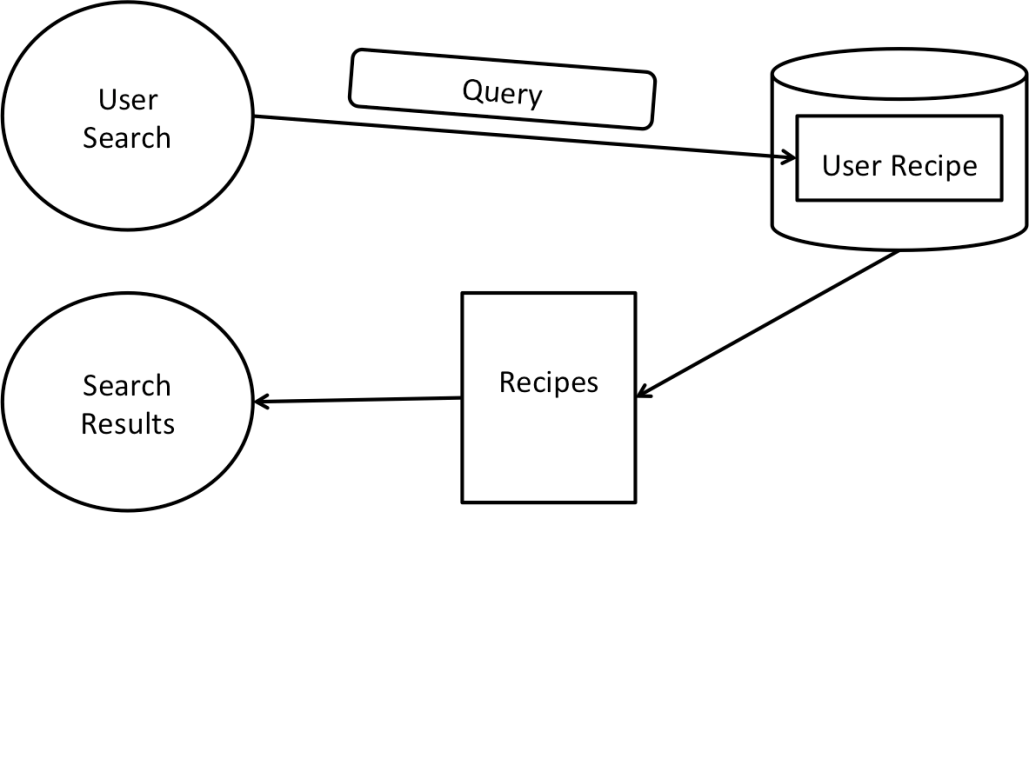 User
Search
Query
User Recipe
Search
Results
Recipes